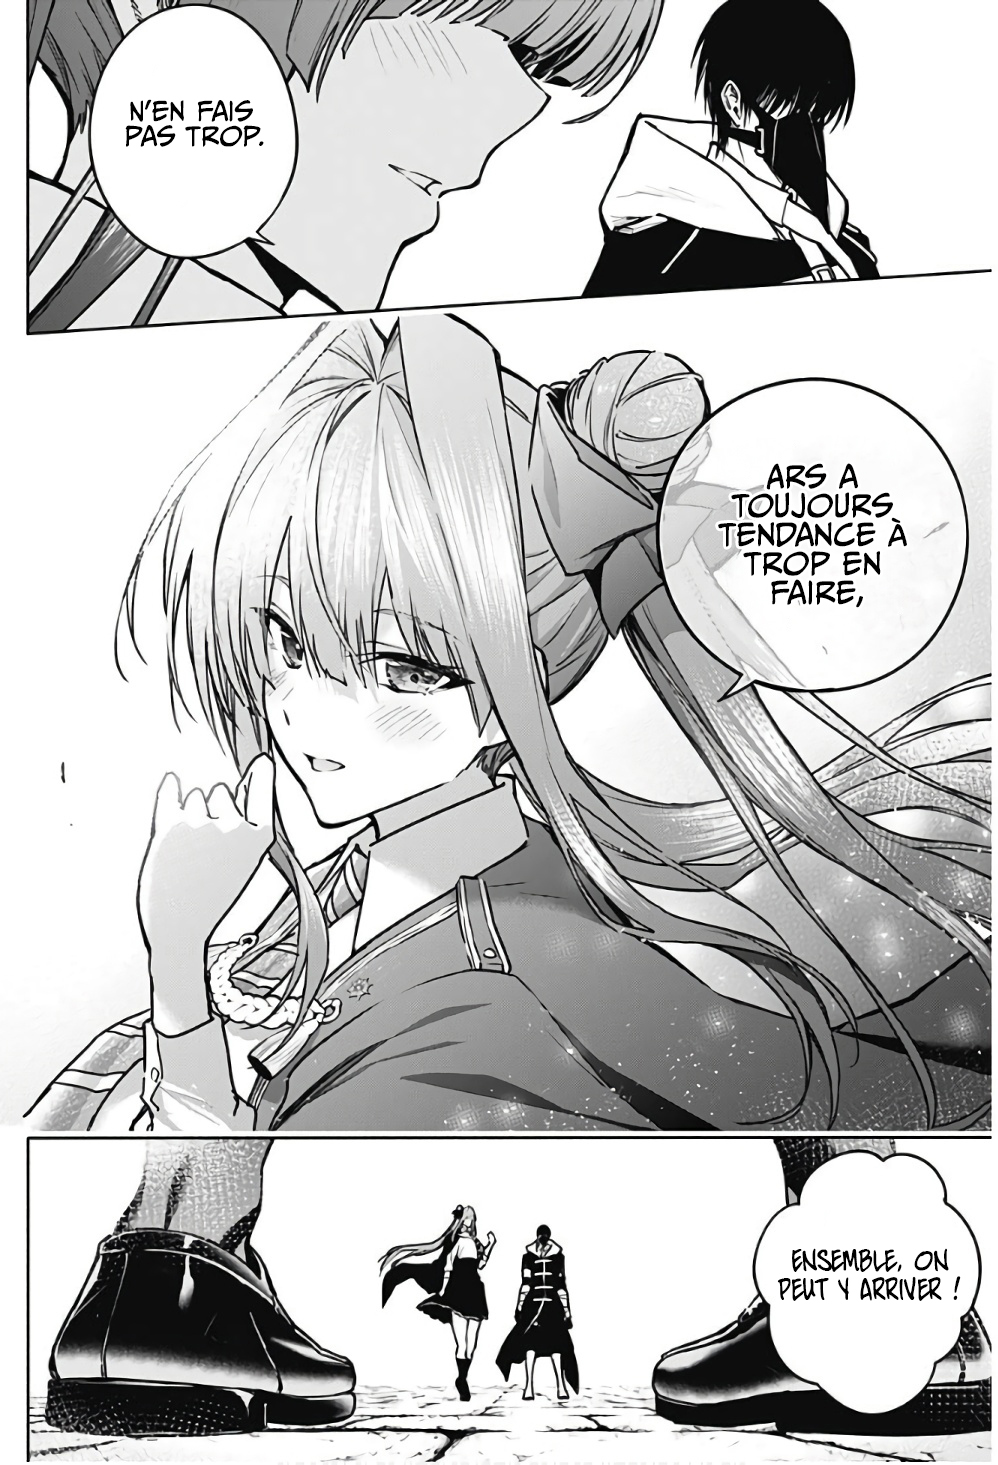 N'EN FAIS
PAS TROP.
ARS A
TOUJOURS
TENDANCE À
TROP EN
FAIRE,
ENSEMBLE, ON
PEUT Y ARRIVER !